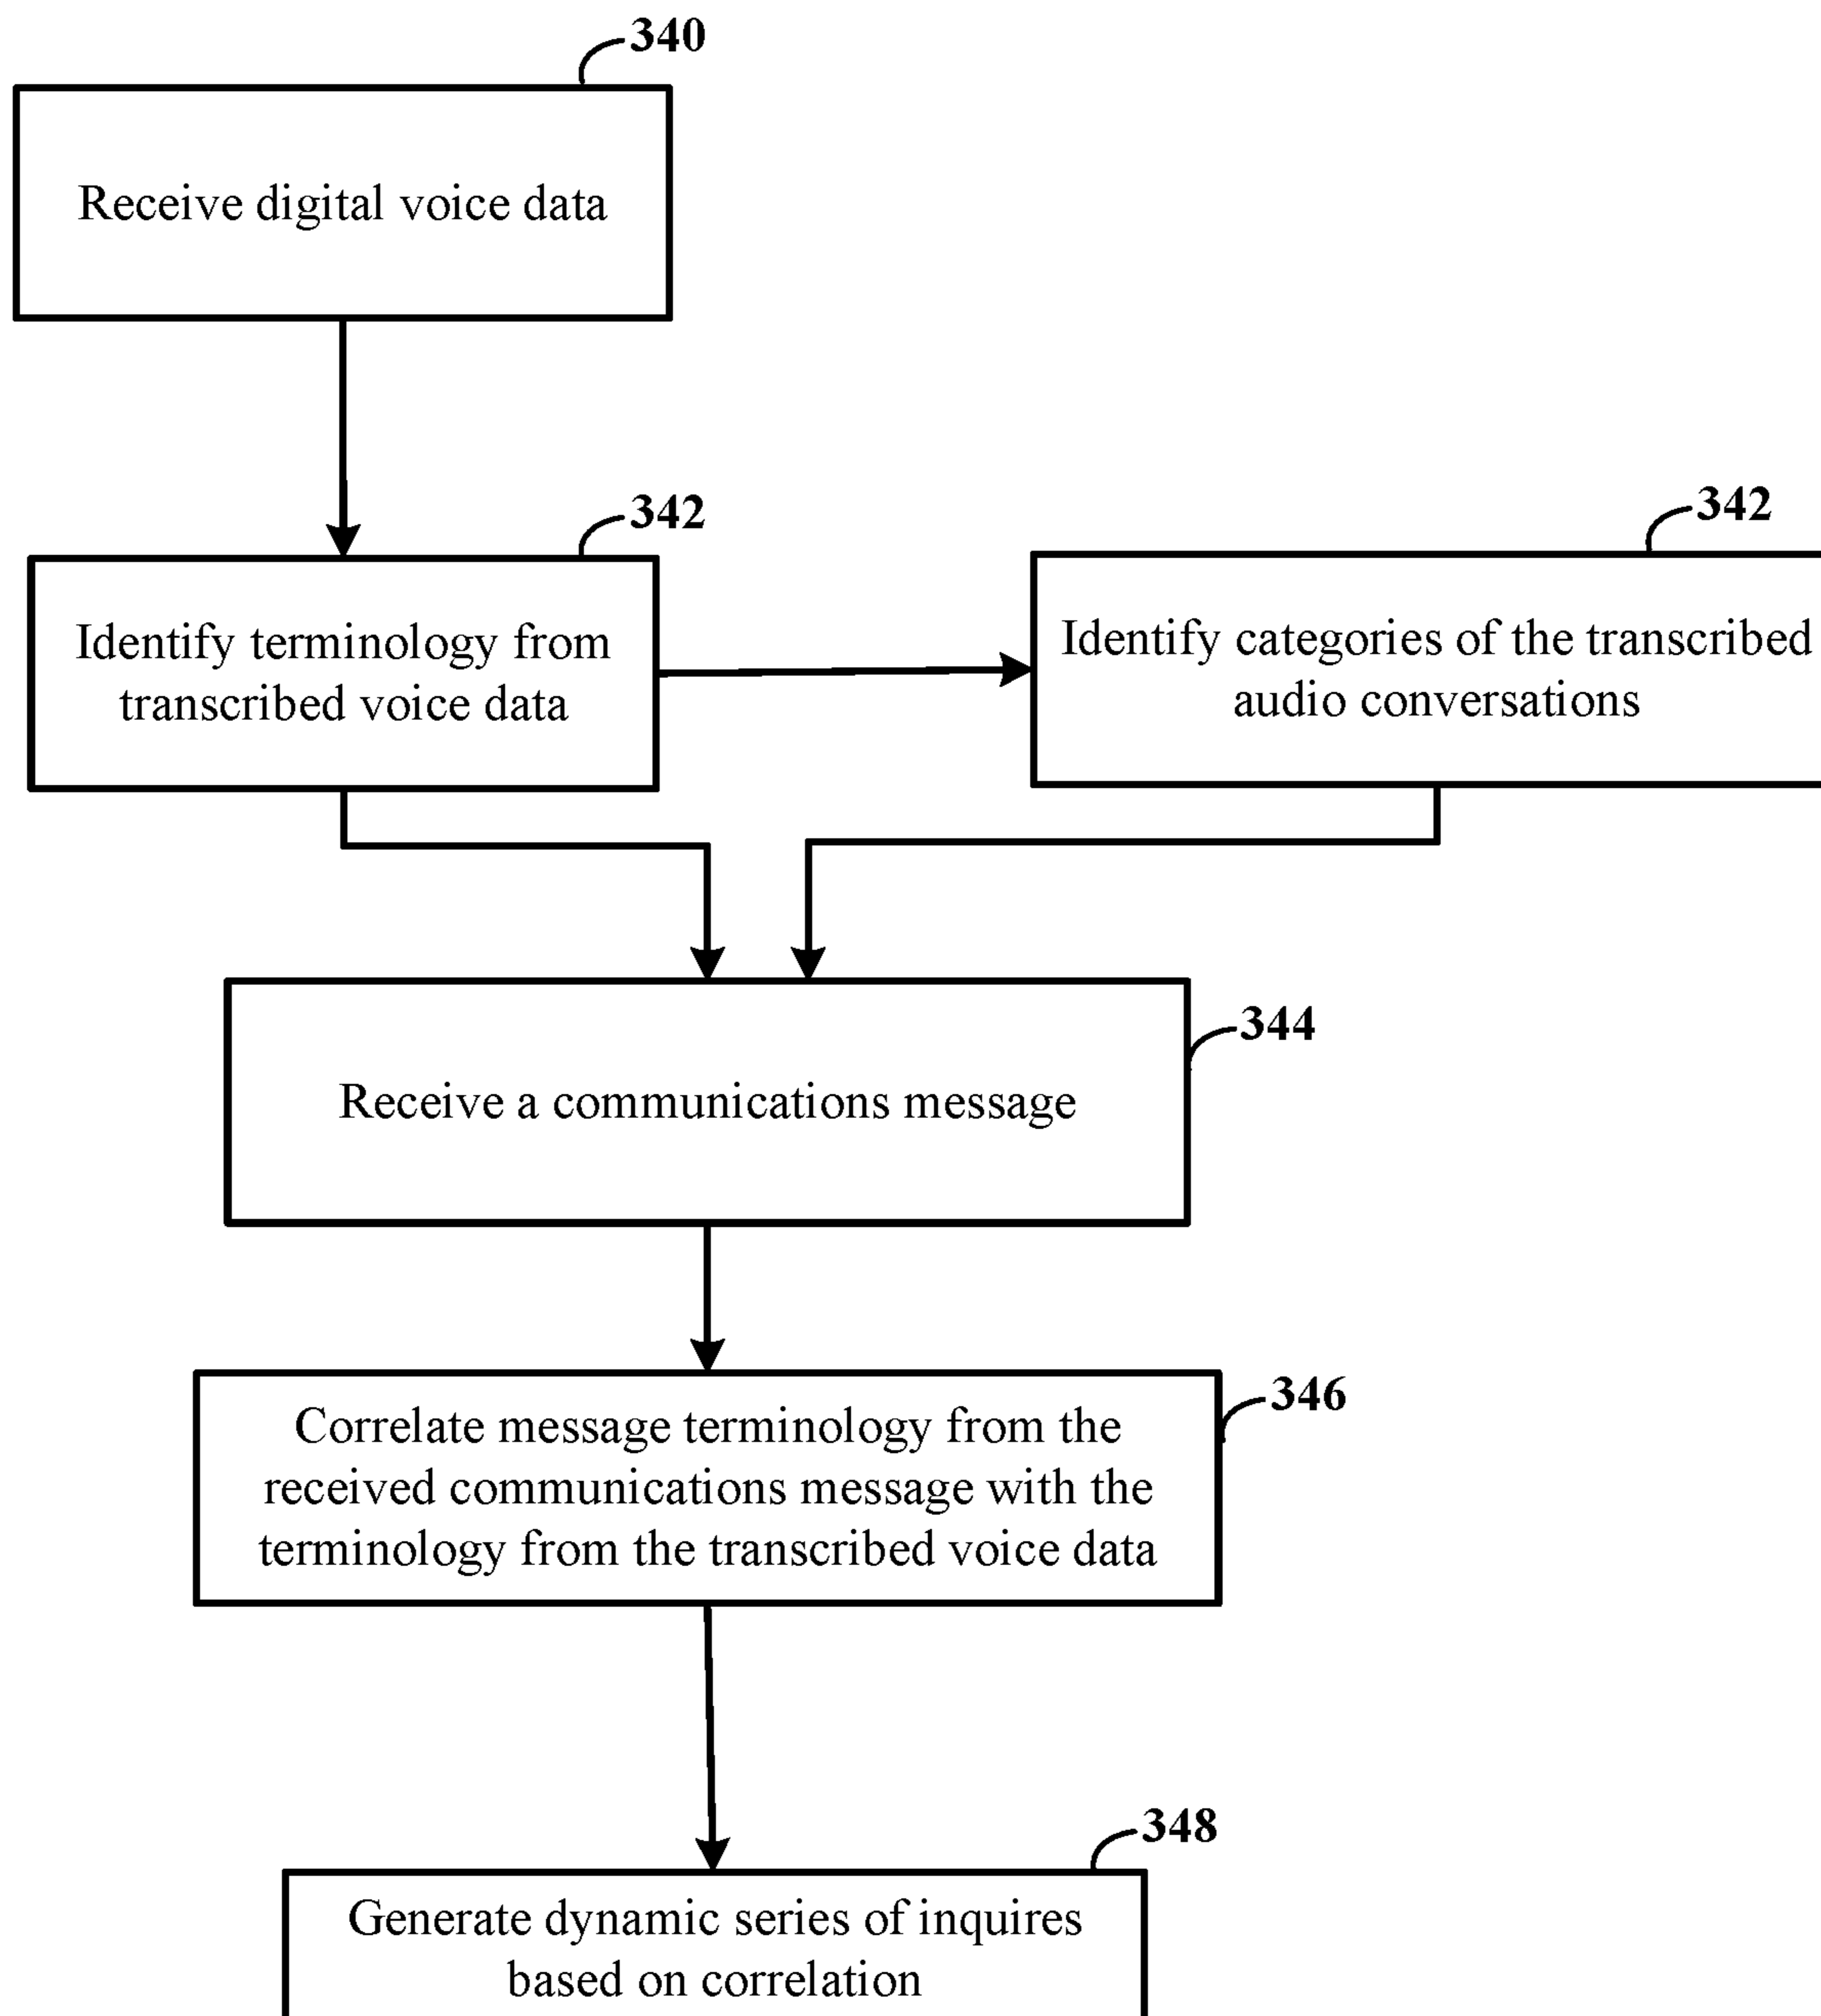 340
Receive digital voice data
342
Identify terminology from
transcribed voice data
342
Identify categories of the transcribed
audio conversations
344
Receive a communications message
346
Correlate message terminology from the
received communications message with the
terminology from the transcribed voice data
348
Generate dynamic series of inquires
based on correlation